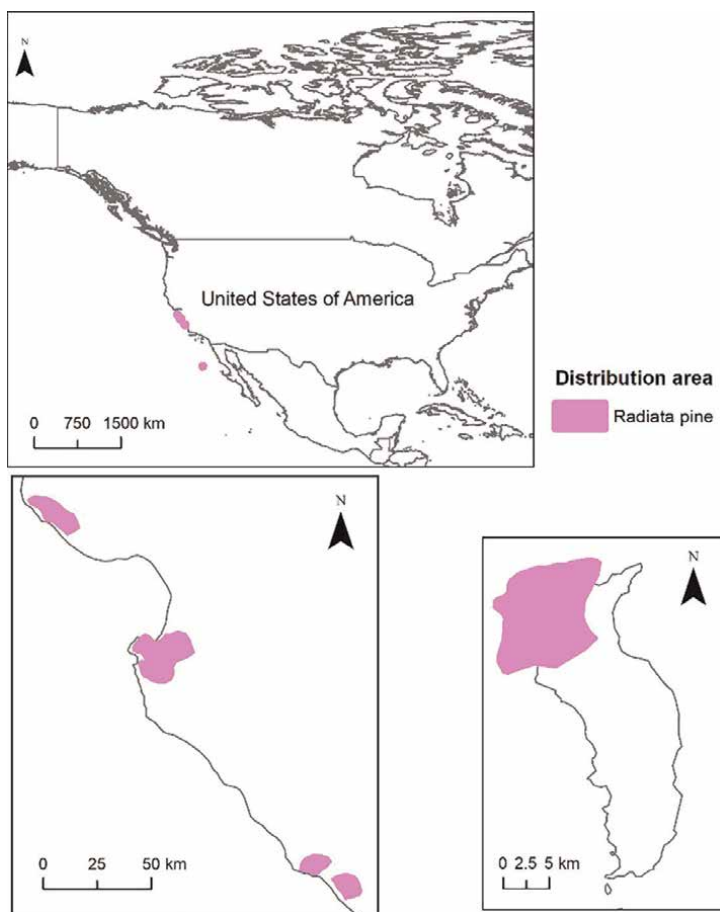 N
United States of America
0 750 1500 km
Distribution area
Radiata pine
N
0 25 50 km
N
0 2.5 5 km